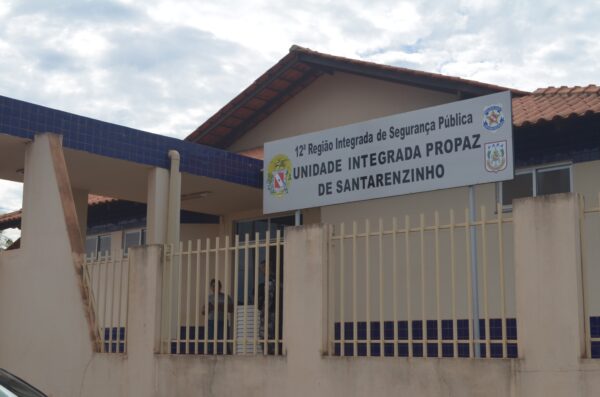 12ª Região Integrada de Segurança Pública
UNIDADE INTEGRADA PROPAZ
DE SANTARENZINHO